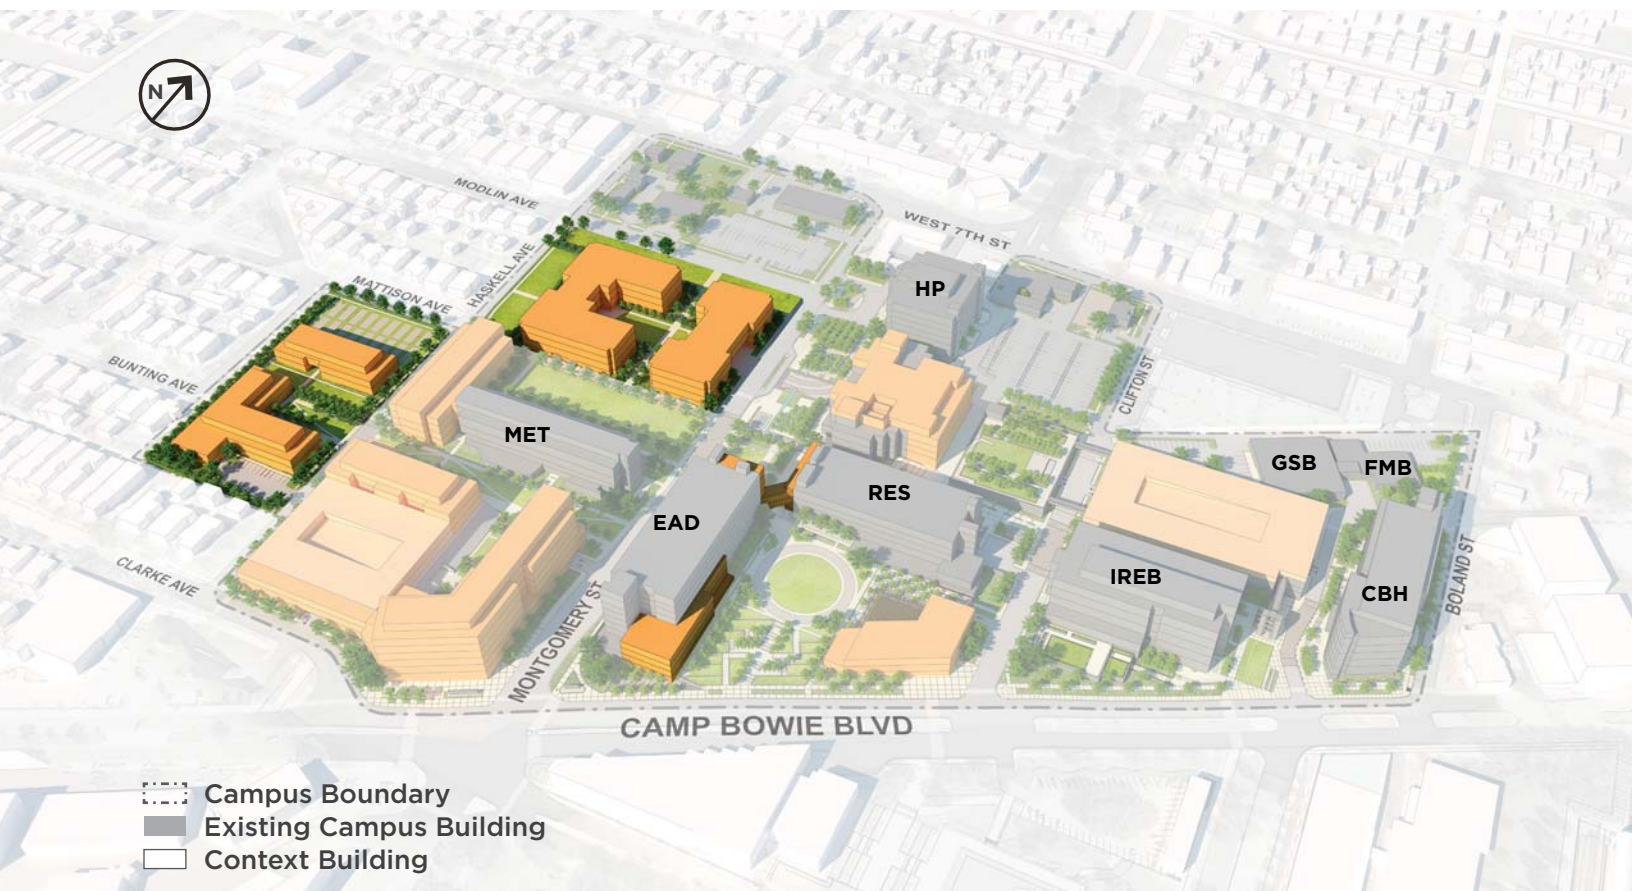 N
MODLIN AVE
WEST 7TH ST
HASKELL AVE
MATTISON AVE
HP
BUNTING AVE
CLIFTON ST
MET
GSB
FMB
RES
EAD
IREB
CLARKE AVE
BOLAND ST
CBH
MONTGOMERY ST
CAMP BOWIE BLVD
Campus Boundary
Existing Campus Building
Context Building